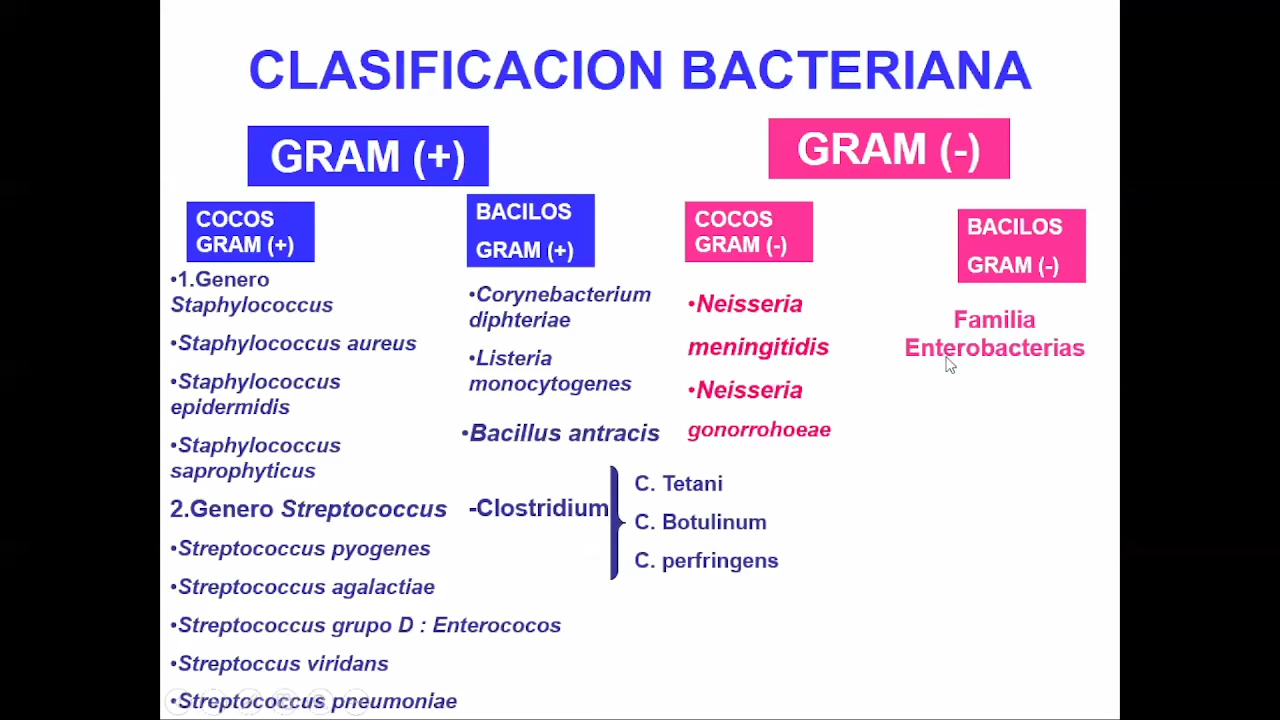 CLASIFICACION BACTERIANA
GRAM (+)
GRAM (-)
COCOS
GRAM (+)
•1.Genero
Staphylococcus
•Staphylococcus aureus
•Staphylococcus
epidermidis
•Staphylococcus
saprophyticus
2.Genero Streptococcus
•Streptococcus pyogenes
•Streptococcus agalactiae
•Streptococcus grupo D : Enterococos
•Streptoccus viridans
•Streptococcus pneumoniae
BACILOS
GRAM (+)
•Corynebacterium
diphteriae
•Listeria
monocytogenes
•Bacillus antracis
-Clostridium
C. Tetani
C. Botulinum
C. perfringens
COCOS
GRAM (-)
•Neisseria
meningitidis
•Neisseria
gonorrohoeae
BACILOS
GRAM (-)
Familia
Enterobacterias